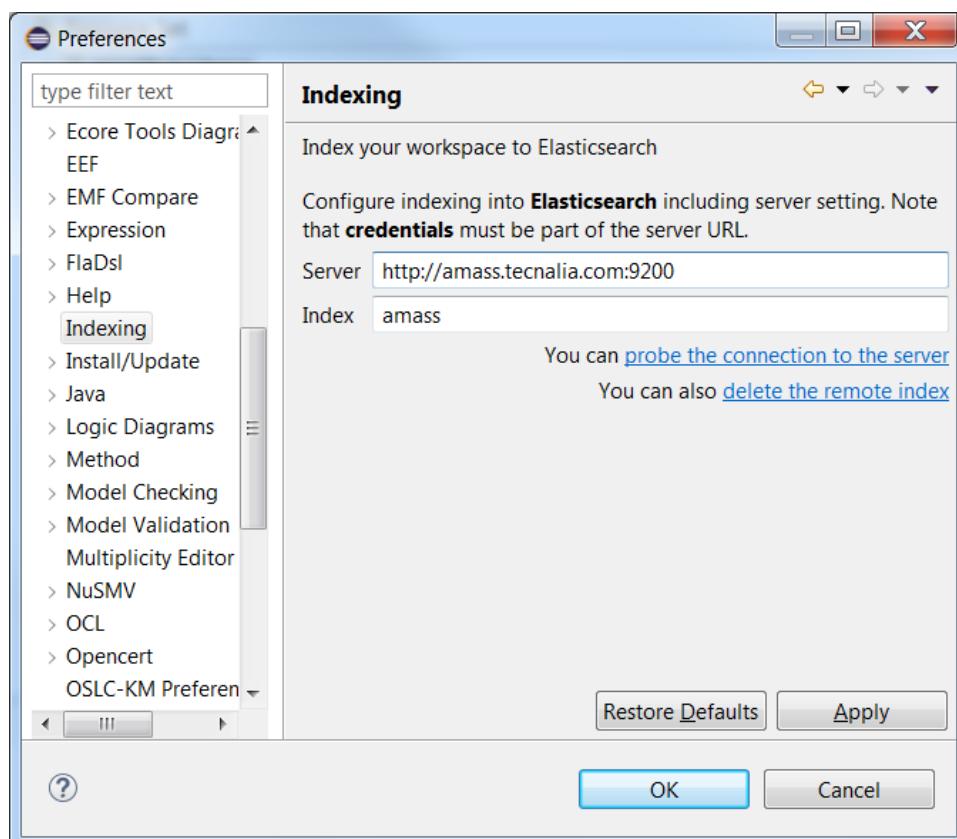 Preferences
type filter text
Ecore Tools Diagra
EEF
EMF Compare
Expression
FlaDsl
Help
Indexing
Install/Update
Java
Logic Diagrams
Method
Model Checking
Model Validation
Multiplicity Editor
NuSMV
OCL
Opencert
OSLC-KM Preferen
Indexing
Index your workspace to Elasticsearch
Configure indexing into Elasticsearch including server setting. Note
that credentials must be part of the server URL.
Server http://amass.tecnalia.com:9200
Index amass
You can probe the connection to the server
You can also delete the remote index
Restore Defaults Apply
OK Cancel